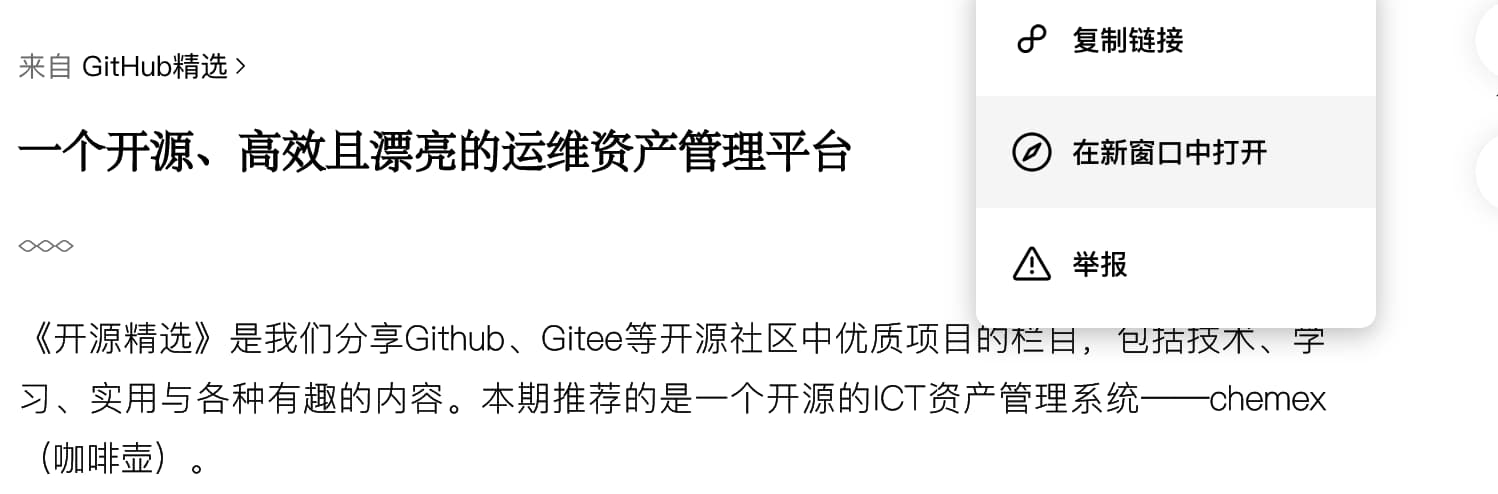 来自 GitHub精选
一个开源、高效且漂亮的运维资产管理平台
复制链接
在新窗口中打开
举报
《开源精选》是我们分享Github、Gitee等开源社区中优质项目的栏目，包括技术、学
习、实用与各种有趣的内容。本期推荐的是一个开源的ICT资产管理系统——chemex
（咖啡壶）。